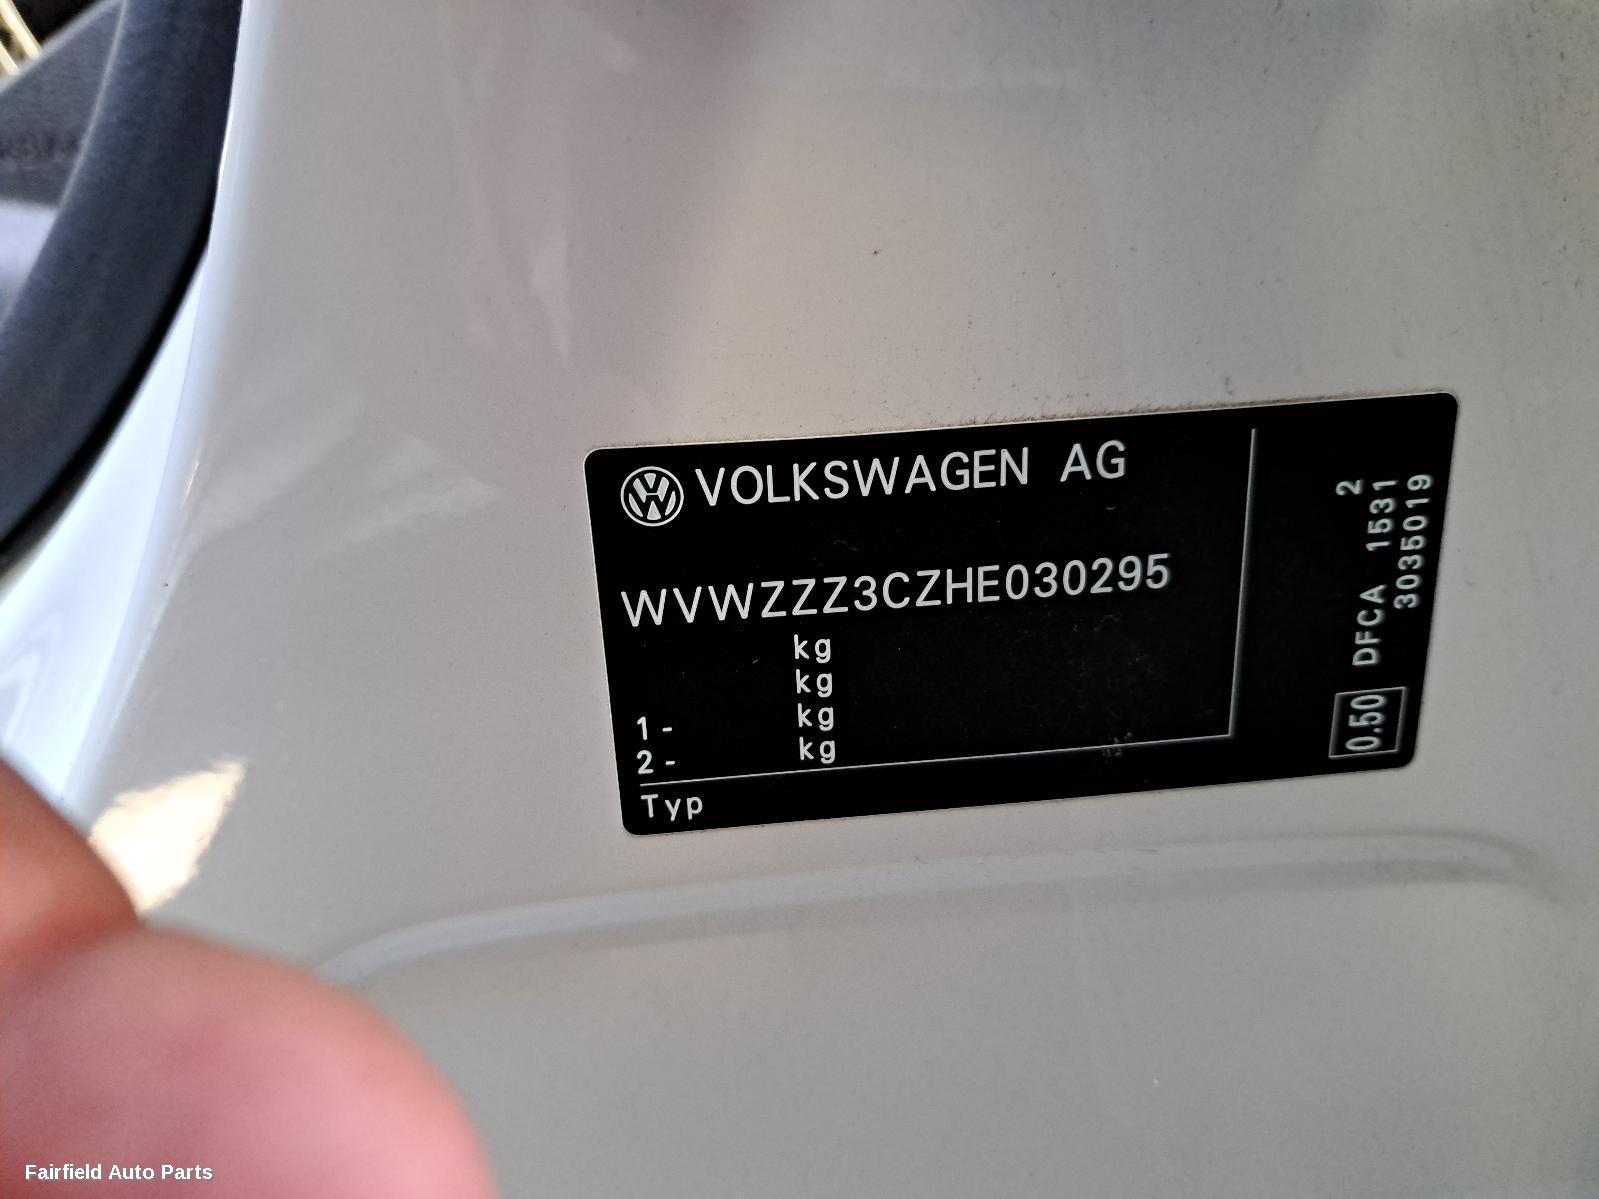 VOLKSWAGEN AG
WVWZZZ3CZHE030295
kg
kg
1- kg
2- kg
Typ
2
0.50 DFCA 1531
3035019
Fairfield Auto Parts